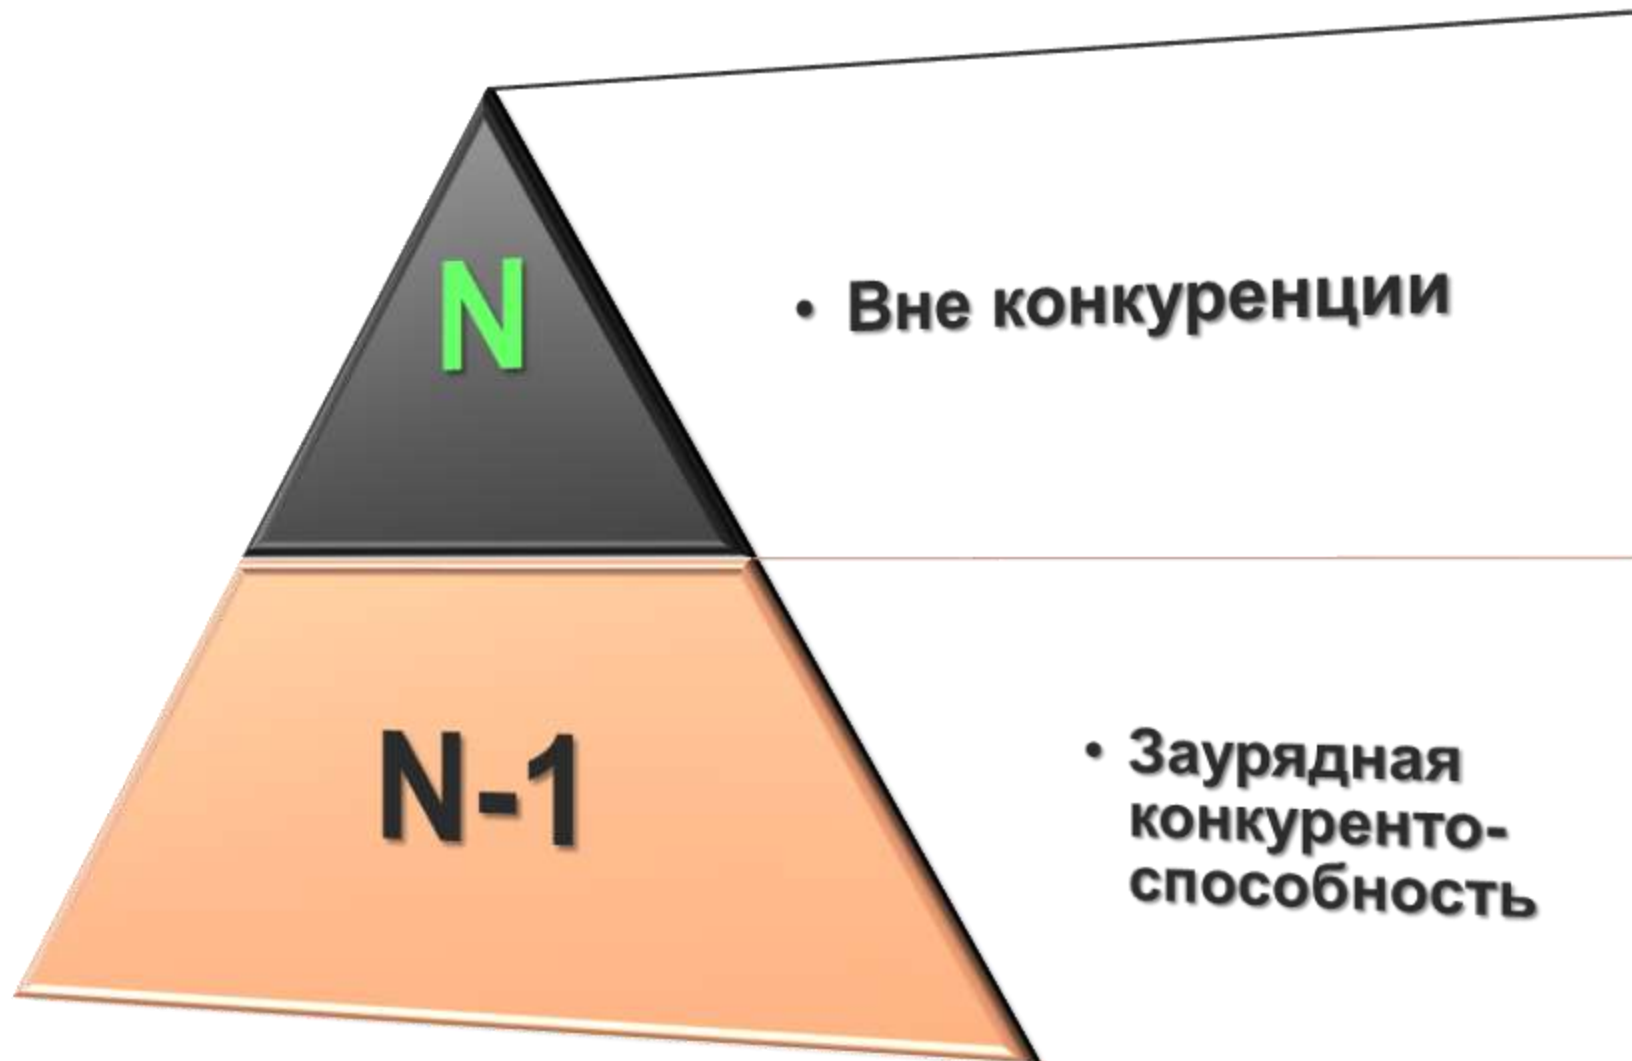 N
• Вне конкуренции
N-1
• Заурядная
конкуренто-
способность